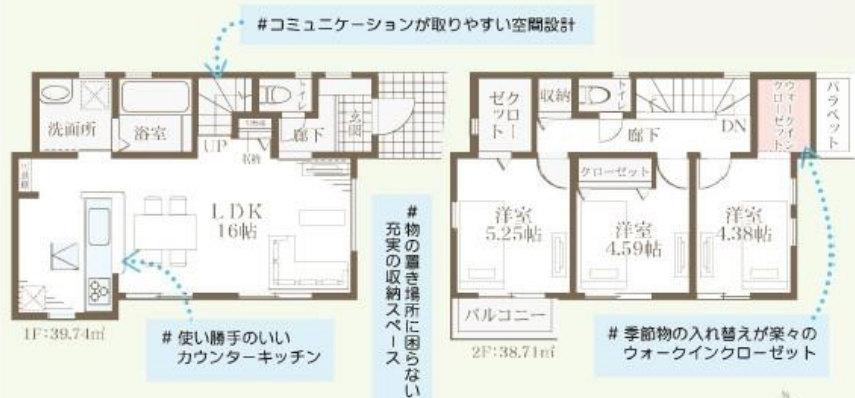 #コミュニケーションが取りやすい空間設計
洗面所
浴室
UP
収納
トイレ
廊下
玄関
LDK
16帖
1F:39.74㎡
# 使い勝手のいい
カウンターキッチン
# 物の置き場所に困らない
充実の収納スペース
クローゼット
収納
トイレ
廊下
DN
ウォークイン
クローゼット
パラペット
クローゼット
洋室
5.25帖
洋室
4.59帖
洋室
4.38帖
バルコニー
2F:38.71㎡
# 季節物の入れ替えが楽々の
ウォークインクローゼット